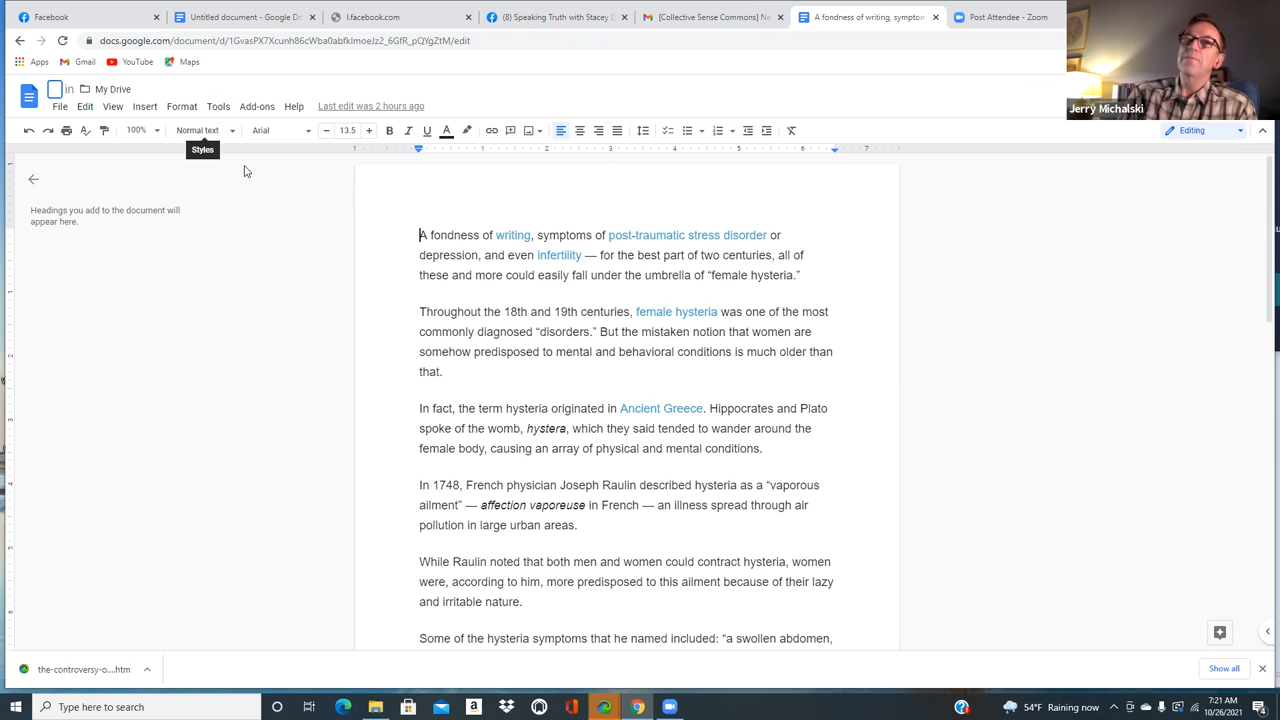 Facebook
Untitled document - Google Do
l.facebook.com
(8) Speaking Truth with Stacey D
[Collective Sense Commons] Ne
A fondness of writing, symptom
Post Attendee - Zoom
docs.google.com/document/d/1GvasPX7Xcunh86cWba0abfklmoeJz2_6GfR_pQYgZtM/edit
Apps Gmail YouTube Maps
in My Drive
File Edit View Insert Format Tools Add-ons Help Last edit was 2 hours ago
Jerry Michalski
100% Normal text Arial 13.5 B I U A Editing
Styles
1 1 2 3 4 5 6 7
Headings you add to the document will
appear here.
A fondness of writing, symptoms of post-traumatic stress disorder or
depression, and even infertility — for the best part of two centuries, all of
these and more could easily fall under the umbrella of “female hysteria.”
Throughout the 18th and 19th centuries, female hysteria was one of the most
commonly diagnosed “disorders.” But the mistaken notion that women are
somehow predisposed to mental and behavioral conditions is much older than
that.
In fact, the term hysteria originated in Ancient Greece. Hippocrates and Plato
spoke of the womb, hystera, which they said tended to wander around the
female body, causing an array of physical and mental conditions.
In 1748, French physician Joseph Raulin described hysteria as a “vaporous
ailment” — affection vaporeuse in French — an illness spread through air
pollution in large urban areas.
While Raulin noted that both men and women could contract hysteria, women
were, according to him, more predisposed to this ailment because of their lazy
and irritable nature.
Some of the hysteria symptoms that he named included: “a swollen abdomen,
the-controversy-o....htm
Show all
Type here to search
54°F Raining now
7:21 AM
10/26/2021